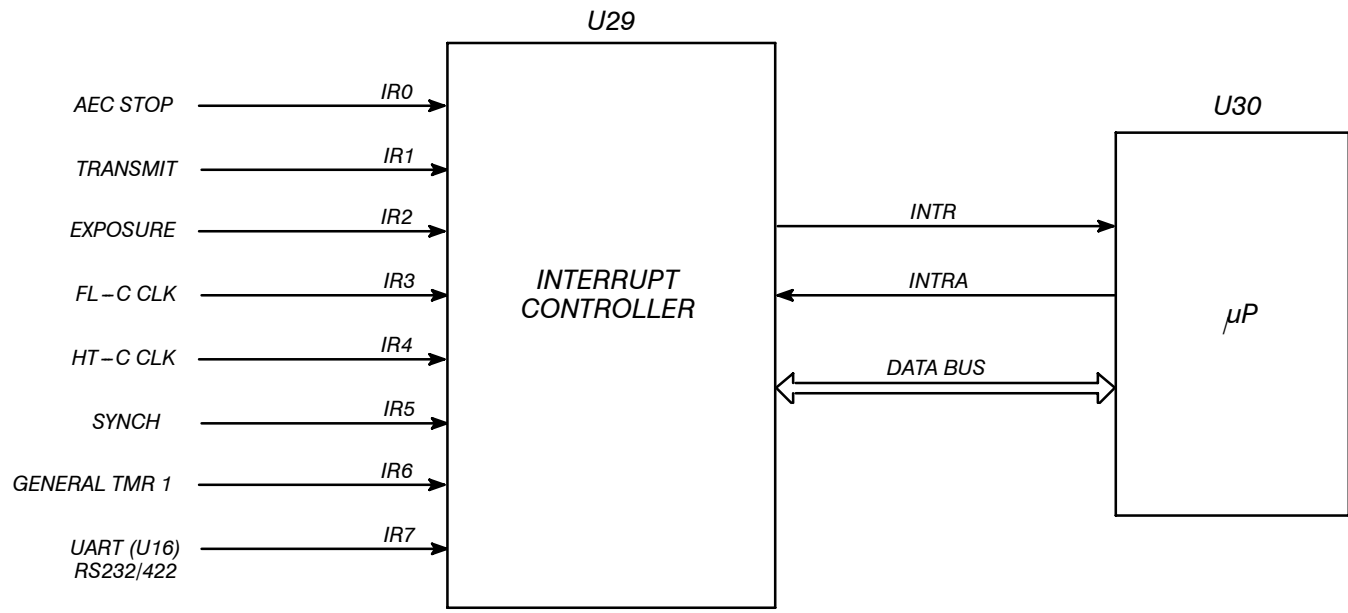 U29
U30
AEC STOP
IR0
TRANSMIT
IR1
EXPOSURE
IR2
FL-C CLK
IR3
HT-C CLK
IR4
SYNCH
IR5
GENERAL TMR 1
IR6
UART (U16)
RS232/422
IR7
INTERRUPT
CONTROLLER
INTR
INTRA
DATA BUS
µP